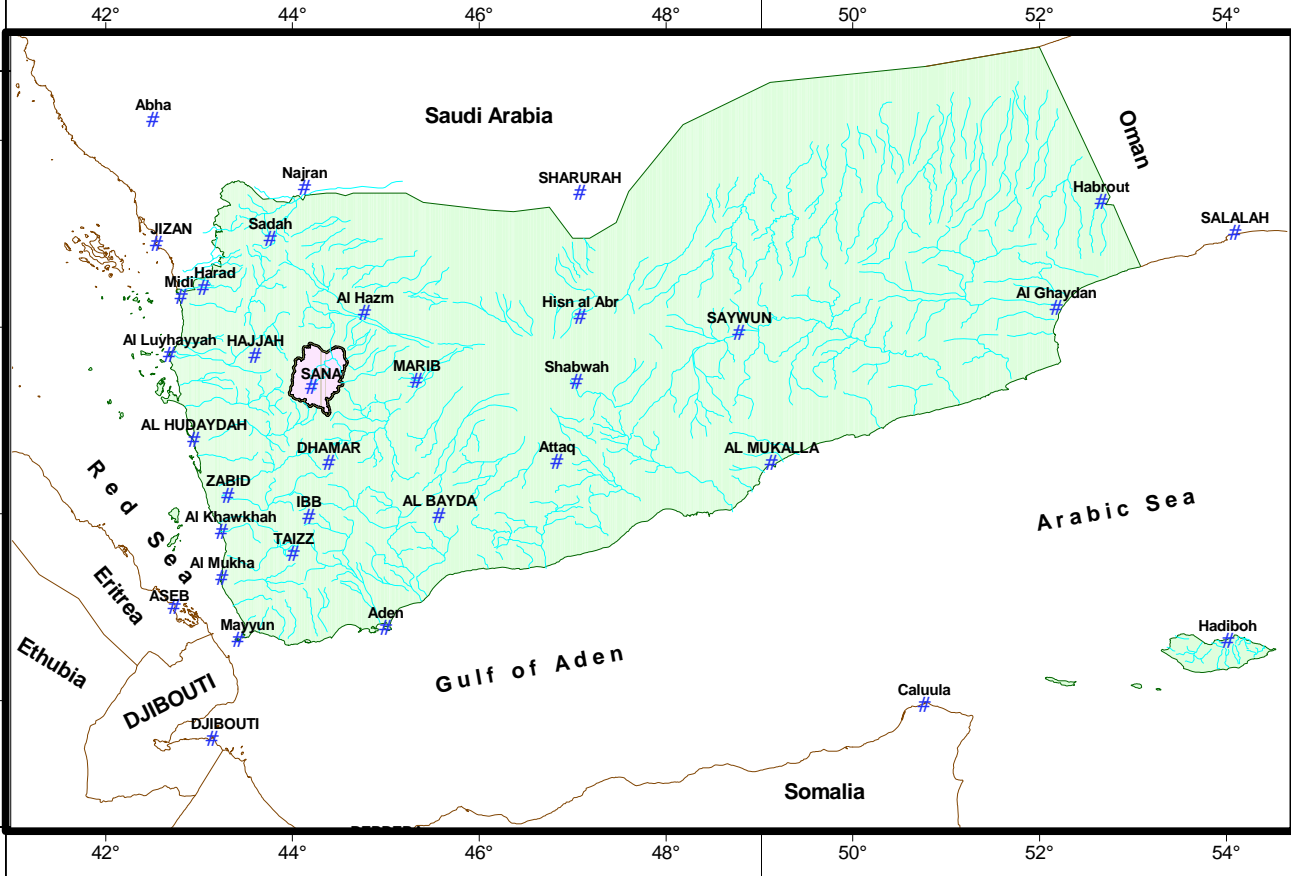 42° 44° 46° 48° 50° 52° 54°
Abha
Saudi Arabia
Oman
Najran
SHARURAH
Habrout
SALALAH
Sadah
JIZAN
Harad
Midi
Al Hazm
Hisn al Abr
Al Ghaydan
SAYWUN
Al Luyhayyah
HAJJAH
SANA
MARIB
Shabwah
AL HUDAYDAH
DHAMAR
Attaq
AL MUKALLA
Red Sea
ZABID
IBB
AL BAYDA
Arabic Sea
Al Khawkhah
TAIZZ
Al Mukha
Eritrea
ASEB
Mayyun
Aden
Hadiboh
Ethubia
Gulf of Aden
DJIBOUTI
Caluula
DJIBOUTI
Somalia
42° 44° 46° 48° 50° 52° 54°